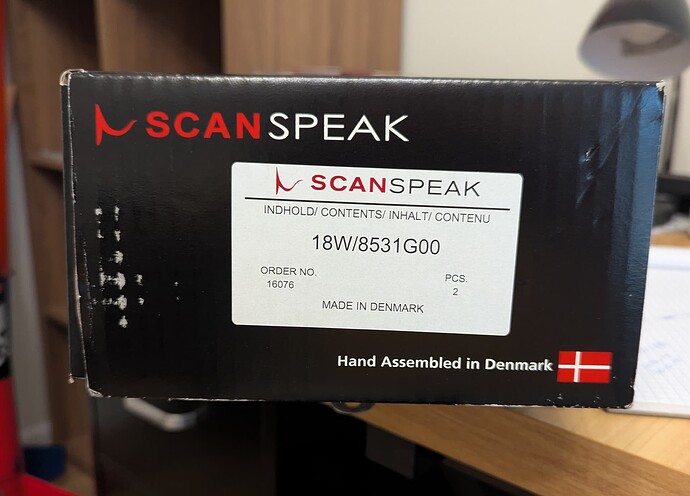 SCANSPEAK
SCANSPEAK
INDHOLD/ CONTENTS/ INHALT/ CONTENU
18W/8531G00
ORDER NO.
16076
PCS.
2
MADE IN DENMARK
Hand Assembled in Denmark